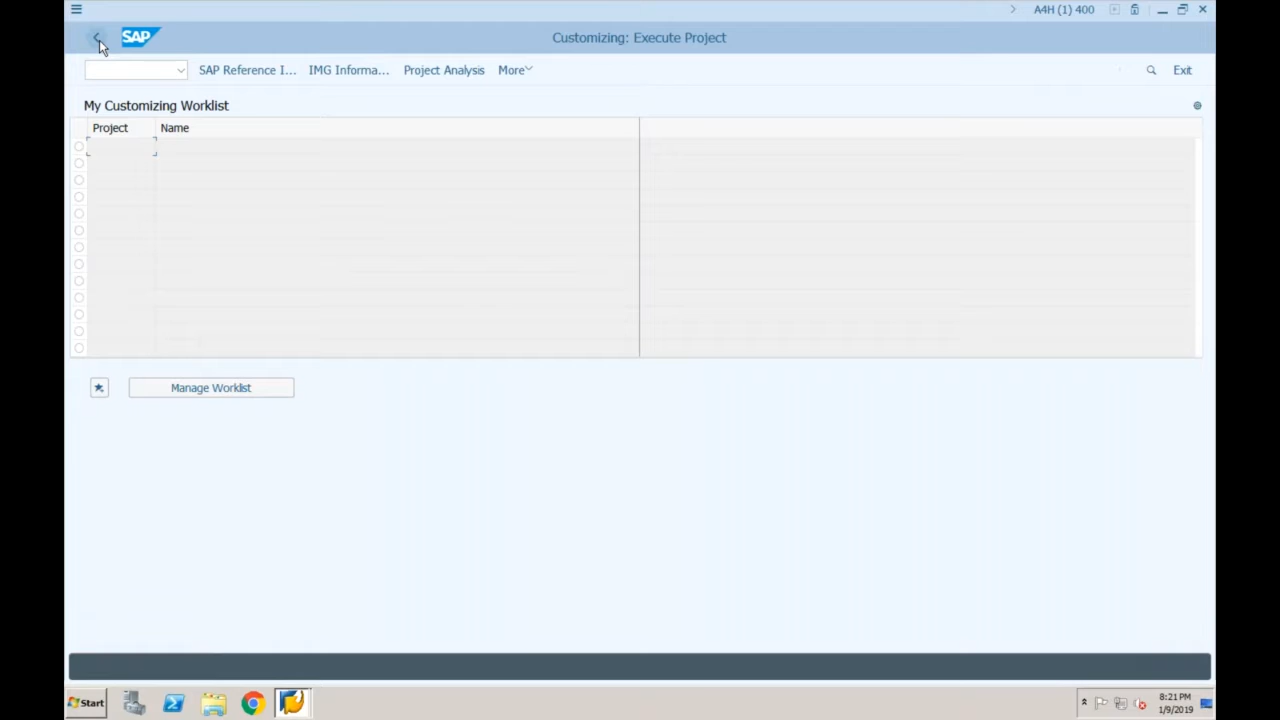 A4H (1) 400
SAP
Customizing: Execute Project
SAP Reference I... IMG Informa... Project Analysis More Exit
My Customizing Worklist
Project Name
Manage Worklist
Start
8:21 PM
1/9/2019